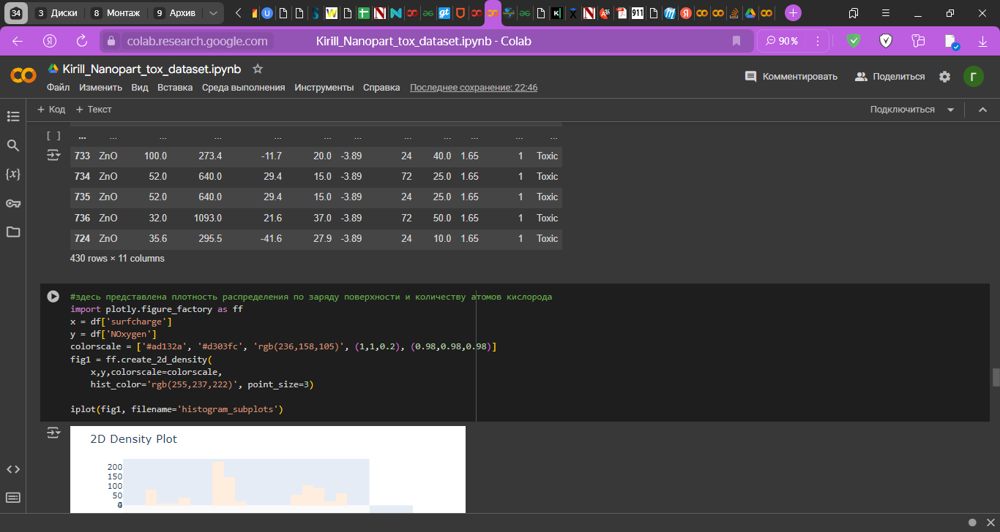 34 3 Диски 8 Монтаж 9 Архив
colab.research.google.com Kirill_Nanopart_tox_dataset.ipynb - Colab 90%
Kirill_Nanopart_tox_dataset.ipynb
Комментировать Поделиться Г
Файл Изменить Вид Вставка Среда выполнения Инструменты Справка Последнее сохранение: 22:46
+ Код + Текст Подключиться
[ ] ... ... ... ... ... ... ... ... ... ... ... ...
733 ZnO 100.0 273.4 -11.7 20.0 -3.89 24 40.0 1.65 1 Toxic
734 ZnO 52.0 640.0 29.4 15.0 -3.89 72 25.0 1.65 1 Toxic
735 ZnO 52.0 640.0 29.4 15.0 -3.89 24 25.0 1.65 1 Toxic
736 ZnO 32.0 1093.0 21.6 37.0 -3.89 72 50.0 1.65 1 Toxic
724 ZnO 35.6 295.5 -41.6 27.9 -3.89 24 10.0 1.65 1 Toxic
430 rows × 11 columns
#здесь представлена плотность распределения по заряду поверхности и количеству атомов кислорода
import plotly.figure_factory as ff
x = df['surfcharge']
y = df['NOxygen']
colorscale = ['#ad132a', '#d303fc', 'rgb(236,158,105)', (1,1,0.2), (0.98,0.98,0.98)]
fig1 = ff.create_2d_density(
x,y,colorscale=colorscale,
hist_color='rgb(255,237,222)', point_size=3)
iplot(fig1, filename='histogram_subplots')
2D Density Plot
200
150
100
50